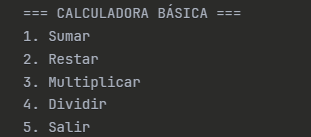 === CALCULADORA BÁSICA ===
1. Sumar
2. Restar
3. Multiplicar
4. Dividir
5. Salir